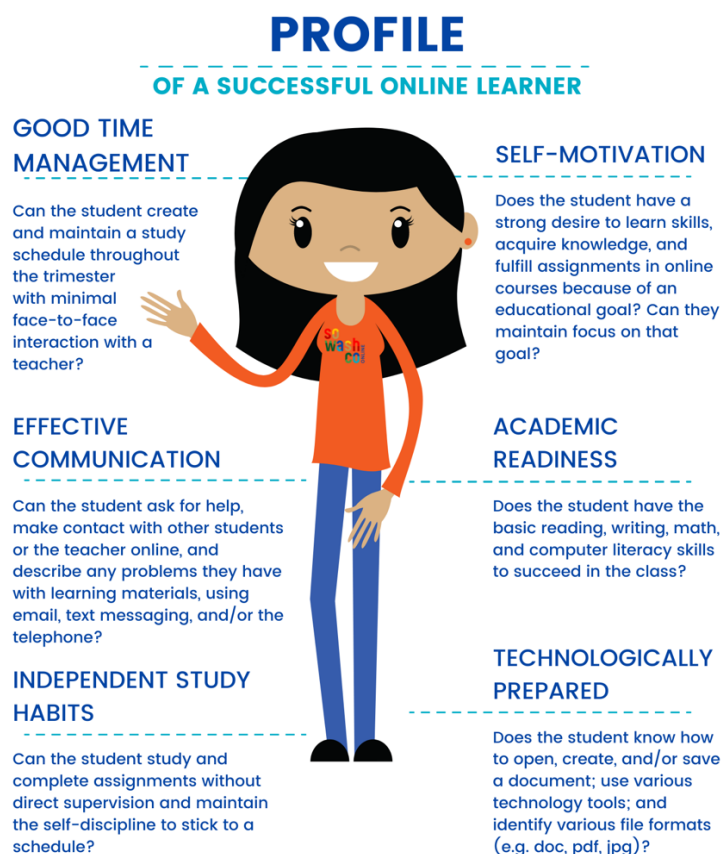 PROFILE
OF A SUCCESSFUL ONLINE LEARNER
GOOD TIME
MANAGEMENT
Can the student create
and maintain a study
schedule throughout
the trimester
with minimal
face-to-face
interaction with a
teacher?
SELF-MOTIVATION
Does the student have a
strong desire to learn skills,
acquire knowledge, and
fulfill assignments in online
courses because of an
educational goal? Can they
maintain focus on that
goal?
so
wash
co
EFFECTIVE
COMMUNICATION
Can the student ask for help,
make contact with other students
or the teacher online, and
describe any problems they have
with learning materials, using
email, text messaging, and/or the
telephone?
ACADEMIC
READINESS
Does the student have the
basic reading, writing, math,
and computer literacy skills
to succeed in the class?
INDEPENDENT STUDY
HABITS
Can the student study and
complete assignments without
direct supervision and maintain
the self-discipline to stick to a
schedule?
TECHNOLOGICALLY
PREPARED
Does the student know how
to open, create, and/or save
a document; use various
technology tools; and
identify various file formats
(e.g. doc, pdf, jpg)?